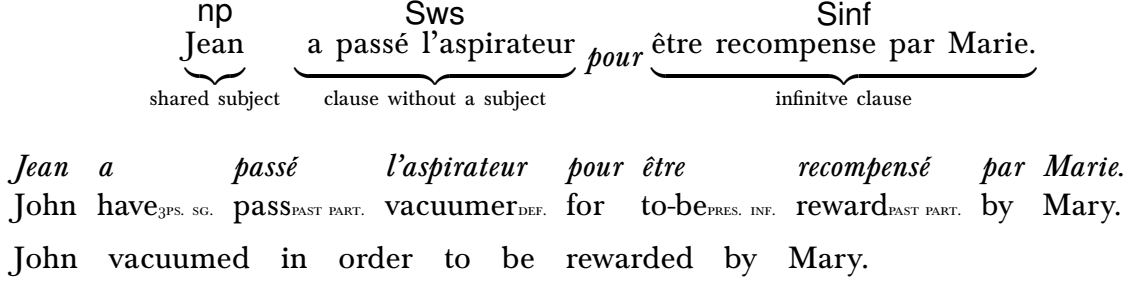 np Sws Sinf
Jean a passé l'aspirateur pour être recompense par Marie.
shared subject clause without a subject infinitve clause
Jean a passé l'aspirateur pour être recompensé par Marie.
John have3PS. SG. passPAST PART. vacuumerDEF. for to-bePRES. INF. rewardPAST PART. by Mary.
John vacuumed in order to be rewarded by Mary.